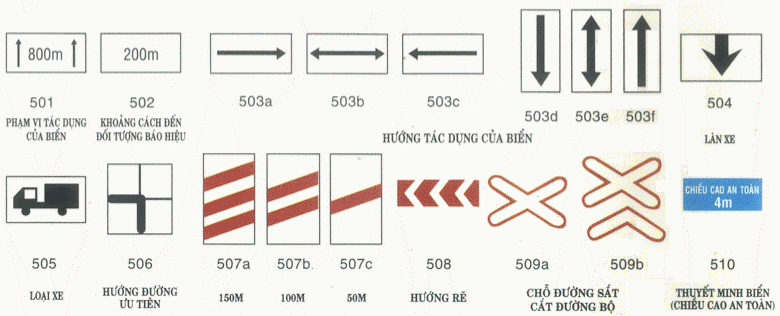 800m
200m
501
502
503a
503b
503c
503d
503e
503f
504
PHẠM VI TÁC DỤNG
CỦA BIỂN
KHOẢNG CÁCH ĐẾN
ĐỐI TƯỢNG BÁO HIỆU
HƯỚNG TÁC DỤNG CỦA BIỂN
LÀN XE
CHIỀU CAO AN TOÀN
4m
505
506
507a
507b
507c
508
509a
509b
510
LOẠI XE
HƯỚNG ĐƯỜNG
ƯU TIÊN
150M
100M
50M
HƯỚNG RẼ
CHỖ ĐƯỜNG SẮT
CẮT ĐƯỜNG BỘ
THUYẾT MINH BIỂN
(CHIỀU CAO AN TOÀN)